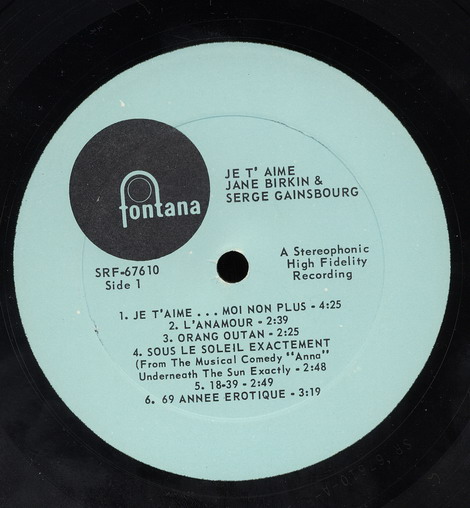 fontana
JE T' AIME
JANE BIRKIN &
SERGE GAINSBOURG
SRF-67610
Side 1
A Stereophonic
High Fidelity
Recording
1. JE T'AIME . . . MOI NON PLUS - 4:25
2. L'ANAMOUR - 2:39
3. ORANG OUTAN - 2:25
4. SOUS LE SOLEIL EXACTEMENT
(From The Musical Comedy "Anna"
Underneath The Sun Exactly - 2:48
5. 18-39 - 2:49
6. 69 ANNEE EROTIQUE - 3:19